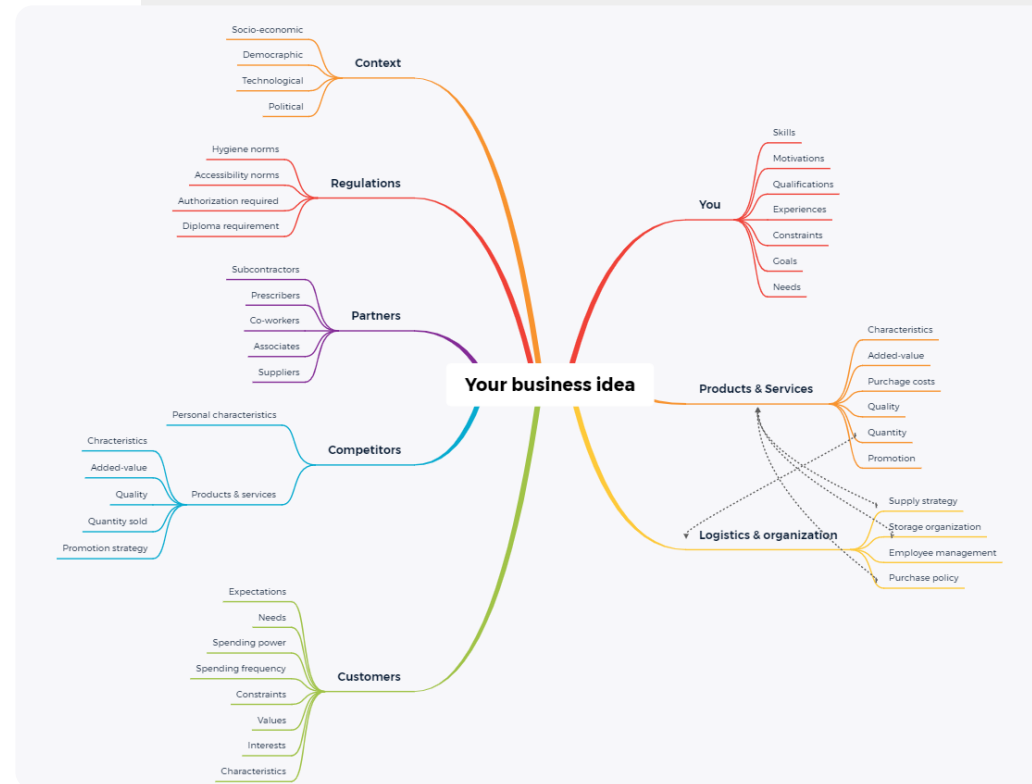 Your business idea
Context
Socio-economic
Demographic
Technological
Political
Regulations
Hygiene norms
Accessibility norms
Authorization required
Diploma requirement
Partners
Subcontractors
Prescribers
Co-workers
Associates
Suppliers
Competitors
Personal characteristics
Products & services
Chracteristics
Added-value
Quality
Quantity sold
Promotion strategy
Customers
Expectations
Needs
Spending power
Spending frequency
Constraints
Values
Interests
Characteristics
You
Skills
Motivations
Qualifications
Experiences
Constraints
Goals
Needs
Products & Services
Characteristics
Added-value
Purchage costs
Quality
Quantity
Promotion
Logistics & organization
Supply strategy
Storage organization
Employee management
Purchase policy